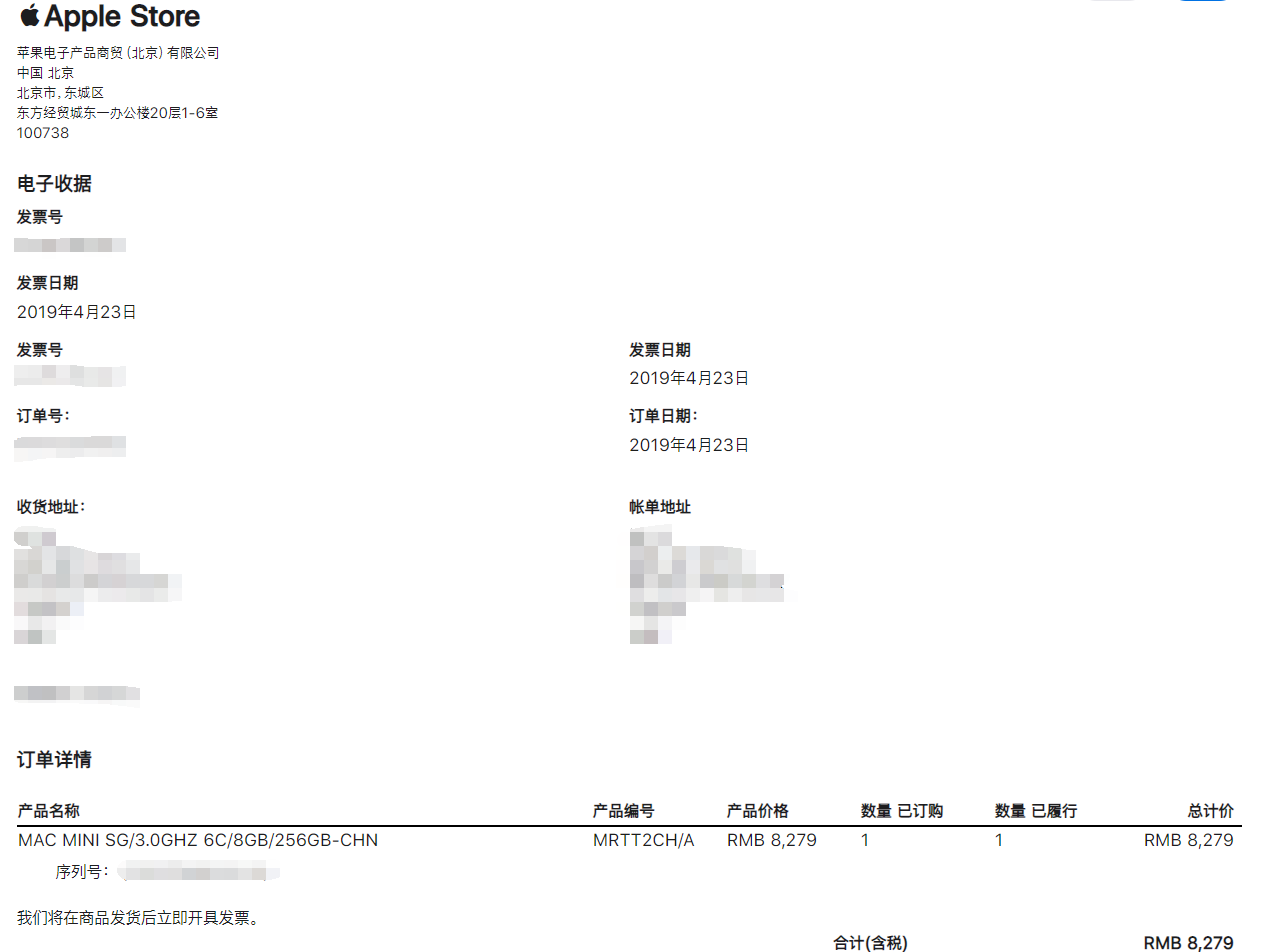 Apple Store
苹果电子产品商贸(北京)有限公司
中国 北京
北京市,东城区
东方经贸城东一办公楼20层1-6室
100738
电子收据
发票号
发票日期
2019年4月23日
发票号 发票日期
2019年4月23日
订单号: 订单日期:
2019年4月23日
收货地址: 帐单地址
订单详情
产品名称 产品编号 产品价格 数量 已订购 数量 已履行 总计价
MAC MINI SG/3.0GHZ 6C/8GB/256GB-CHN MRTT2CH/A RMB 8,279 1 1 RMB 8,279
序列号:
我们将在商品发货后立即开具发票。
合计(含税) RMB 8,279